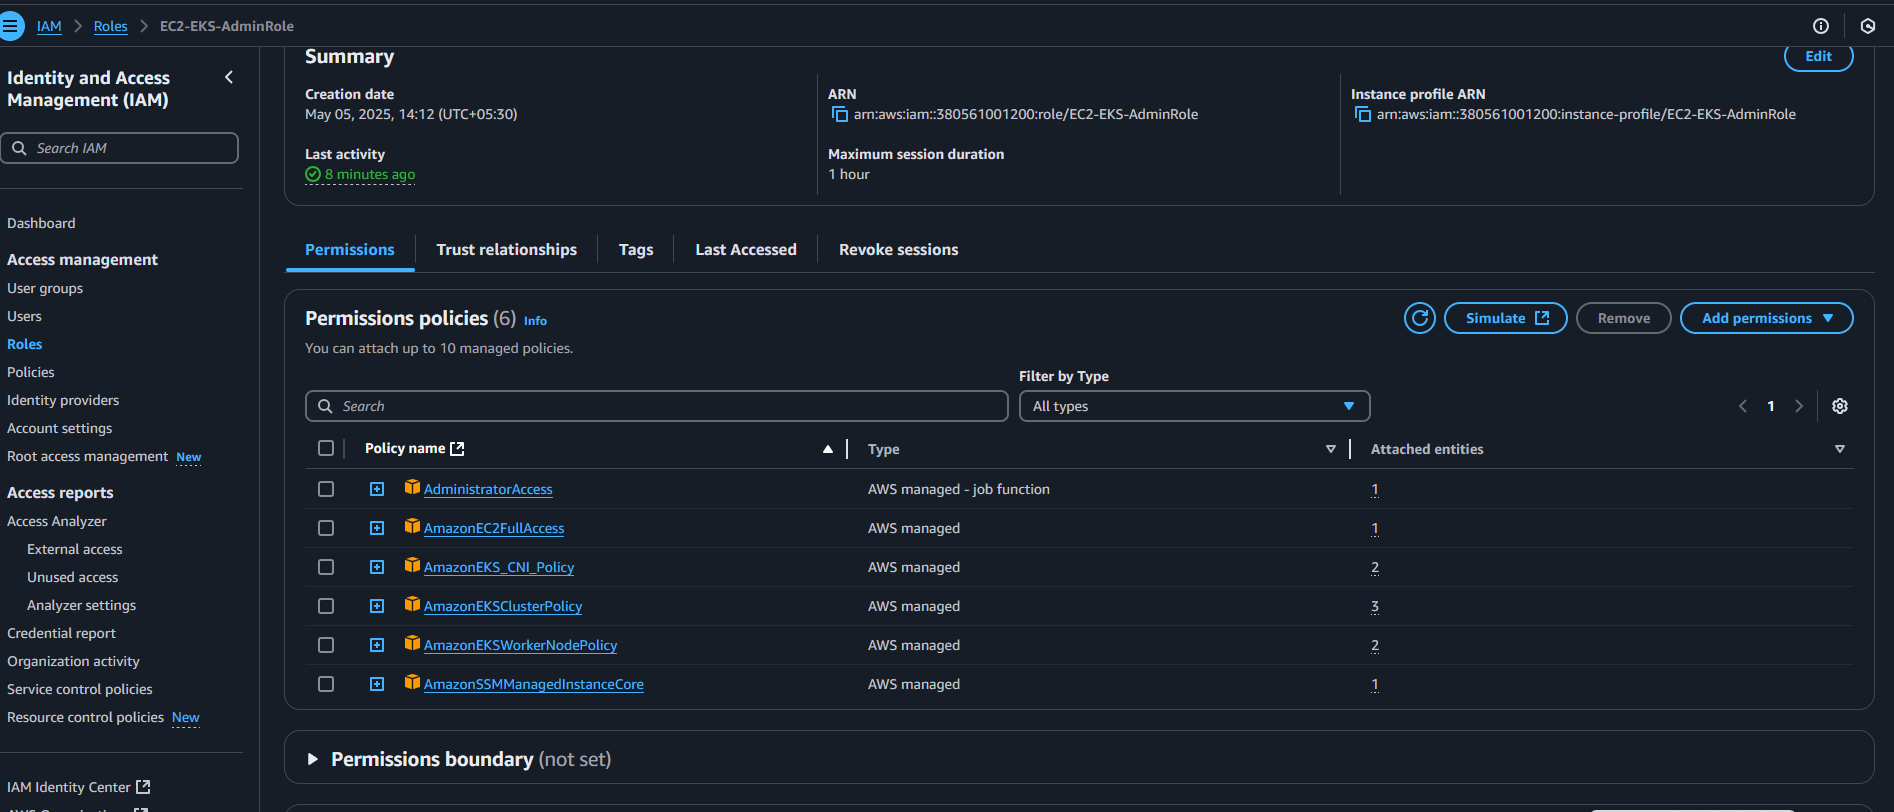 IAM > Roles > EC2-EKS-AdminRole
Identity and Access Management (IAM)
Search IAM
Dashboard
Access management
User groups
Users
Roles
Policies
Identity providers
Account settings
Root access management New
Access reports
Access Analyzer
External access
Unused access
Analyzer settings
Credential report
Organization activity
Service control policies
Resource control policies New
IAM Identity Center
Summary
Edit
Creation date
May 05, 2025, 14:12 (UTC+05:30)
ARN
arn:aws:iam::380561001200:role/EC2-EKS-AdminRole
Instance profile ARN
arn:aws:iam::380561001200:instance-profile/EC2-EKS-AdminRole
Last activity
8 minutes ago
Maximum session duration
1 hour
Permissions
Trust relationships
Tags
Last Accessed
Revoke sessions
Permissions policies (6) Info
Simulate
Remove
Add permissions
You can attach up to 10 managed policies.
Filter by Type
Search
All types
1
Policy name Type Attached entities
AdministratorAccess AWS managed - job function 1
AmazonEC2FullAccess AWS managed 1
AmazonEKS_CNI_Policy AWS managed 2
AmazonEKSClusterPolicy AWS managed 3
AmazonEKSWorkerNodePolicy AWS managed 2
AmazonSSMManagedInstanceCore AWS managed 1
Permissions boundary (not set)